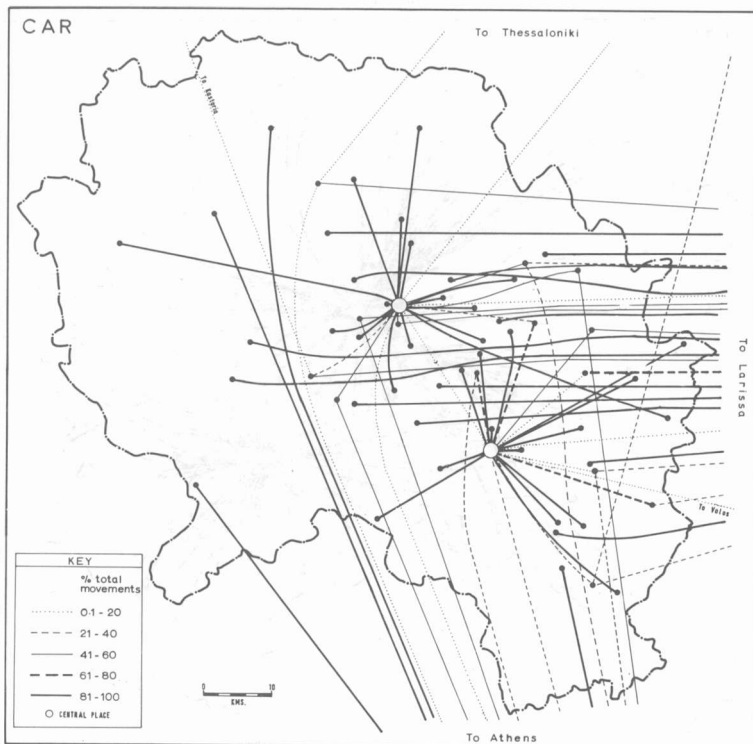 CAR
To Thessaloniki
To Kastoria
To Larissa
To Volos
KEY
% total
movements
0·1 - 20
21 - 40
41 - 60
61 - 80
81 - 100
CENTRAL PLACE
0 10
KMS.
To Athens